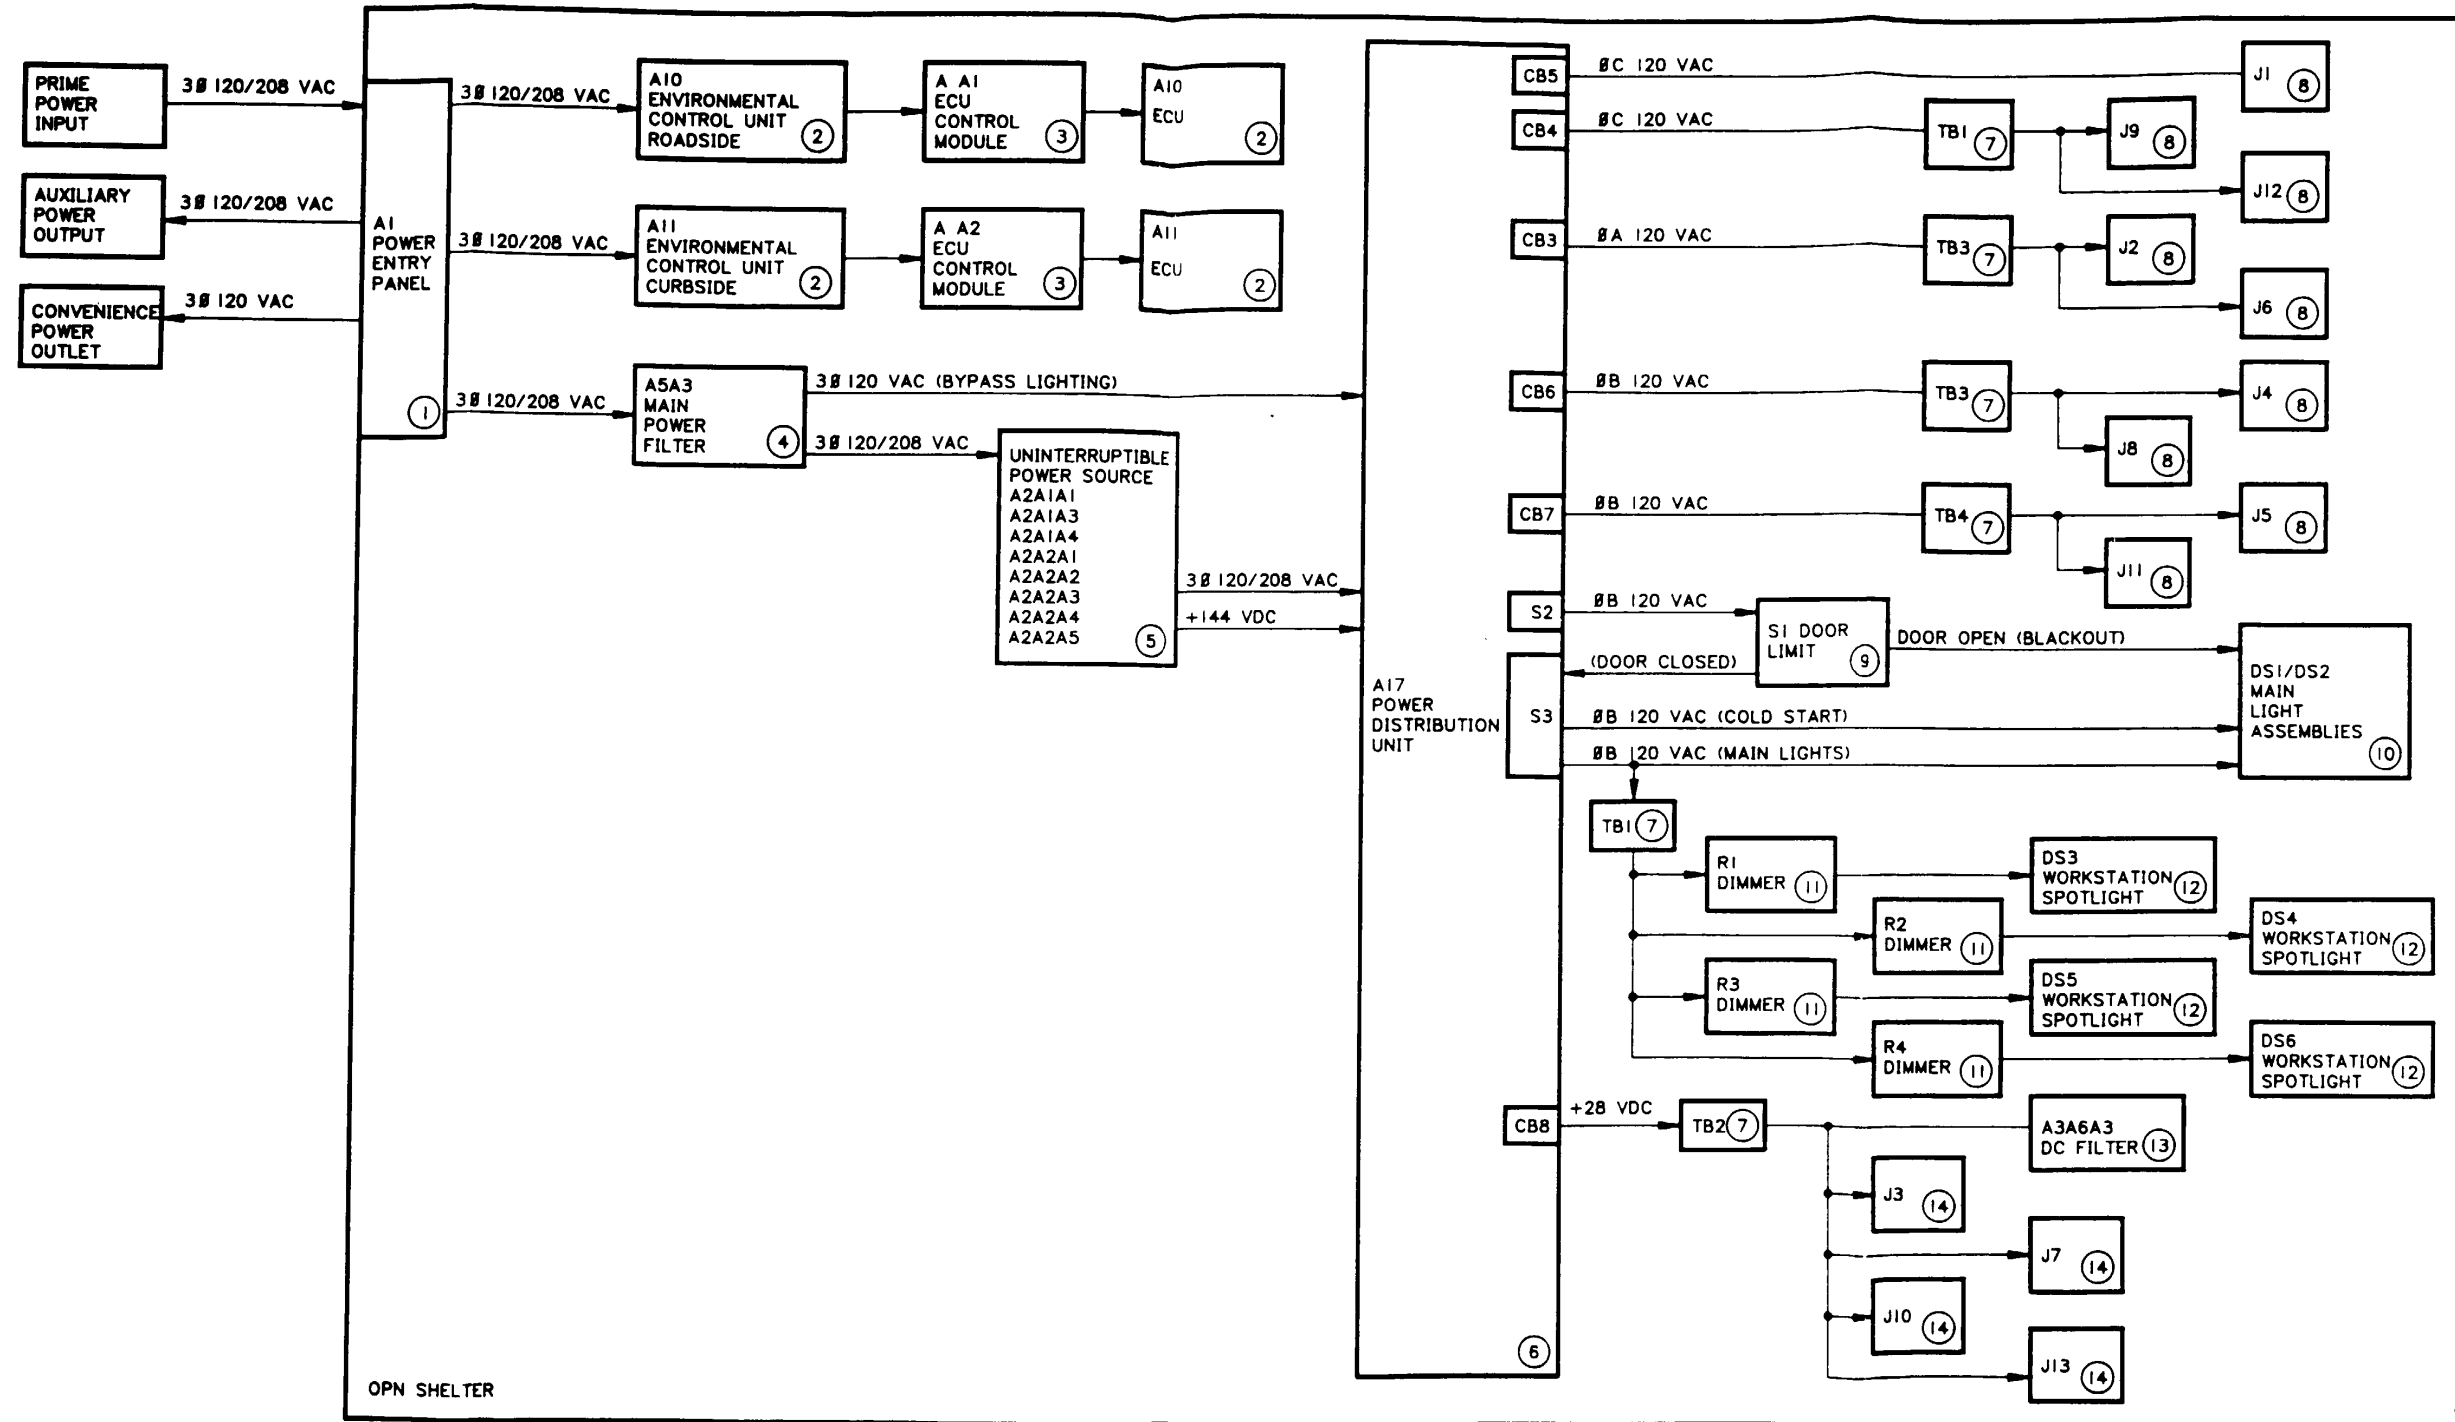 PRIME
POWER
INPUT
3Ø 120/208 VAC
AUXILIARY
POWER
OUTPUT
3Ø 120/208 VAC
CONVENIENCE
POWER
OUTLET
3Ø 120 VAC
A1
POWER
ENTRY
PANEL
1
3Ø 120/208 VAC
A10
ENVIRONMENTAL
CONTROL UNIT
ROADSIDE
2
A A1
ECU
CONTROL
MODULE
3
A10
ECU
2
3Ø 120/208 VAC
A11
ENVIRONMENTAL
CONTROL UNIT
CURBSIDE
2
A A2
ECU
CONTROL
MODULE
3
A11
ECU
2
3Ø 120/208 VAC
A5A3
MAIN
POWER
FILTER
4
3Ø 120 VAC (BYPASS LIGHTING)
3Ø 120/208 VAC
UNINTERRUPTIBLE
POWER SOURCE
A2A1A1
A2A1A3
A2A1A4
A2A2A1
A2A2A2
A2A2A3
A2A2A4
A2A2A5
5
3Ø 120/208 VAC
+144 VDC
A17
POWER
DISTRIBUTION
UNIT
6
CB5
ØC 120 VAC
J1
8
CB4
ØC 120 VAC
TB1
7
J9
8
J12
8
CB3
ØA 120 VAC
TB3
7
J2
8
J6
8
CB6
ØB 120 VAC
TB3
7
J4
8
J8
8
CB7
ØB 120 VAC
TB4
7
J5
8
J11
8
S2
ØB 120 VAC
S1 DOOR
LIMIT
9
DOOR OPEN (BLACKOUT)
(DOOR CLOSED)
S3
ØB 120 VAC (COLD START)
ØB 120 VAC (MAIN LIGHTS)
DS1/DS2
MAIN
LIGHT
ASSEMBLIES
10
TB1
7
R1
DIMMER
11
DS3
WORKSTATION
SPOTLIGHT
12
R2
DIMMER
11
DS4
WORKSTATION
SPOTLIGHT
12
R3
DIMMER
11
DS5
WORKSTATION
SPOTLIGHT
12
R4
DIMMER
11
DS6
WORKSTATION
SPOTLIGHT
12
CB8
+28 VDC
TB2
7
A3A6A3
DC FILTER
13
J3
14
J7
14
J10
14
J13
14
OPN SHELTER